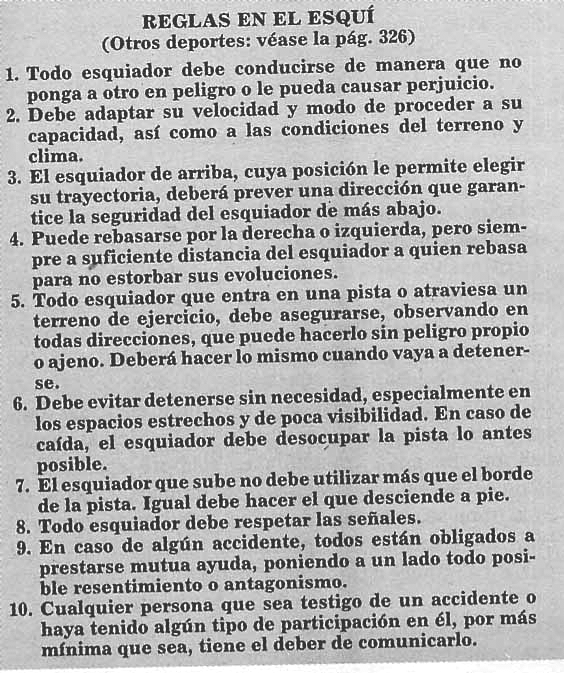 REGLAS EN EL ESQUÍ
(Otros deportes: véase la pág. 326)
1. Todo esquiador debe conducirse de manera que no
ponga a otro en peligro o le pueda causar perjuicio.
2. Debe adaptar su velocidad y modo de proceder a su
capacidad, así como a las condiciones del terreno y
clima.
3. El esquiador de arriba, cuya posición le permite elegir
su trayectoria, deberá prever una dirección que garan-
tice la seguridad del esquiador de más abajo.
4. Puede rebasarse por la derecha o izquierda, pero siem-
pre a suficiente distancia del esquiador a quien rebasa
para no estorbar sus evoluciones.
5. Todo esquiador que entra en una pista o atraviesa un
terreno de ejercicio, debe asegurarse, observando en
todas direcciones, que puede hacerlo sin peligro propio
o ajeno. Deberá hacer lo mismo cuando vaya a detener-
se.
6. Debe evitar detenerse sin necesidad, especialmente en
los espacios estrechos y de poca visibilidad. En caso de
caída, el esquiador debe desocupar la pista lo antes
posible.
7. El esquiador que sube no debe utilizar más que el borde
de la pista. Igual debe hacer el que desciende a pie.
8. Todo esquiador debe respetar las señales.
9. En caso de algún accidente, todos están obligados a
prestarse mutua ayuda, poniendo a un lado todo posi-
ble resentimiento o antagonismo.
10. Cualquier persona que sea testigo de un accidente o
haya tenido algún tipo de participación en él, por más
mínima que sea, tiene el deber de comunicarlo.